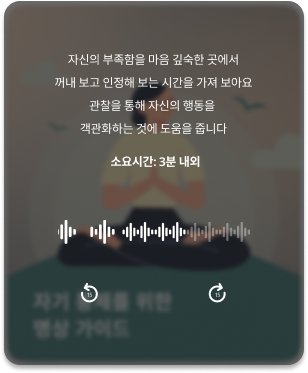 자신의 부족함을 마음 깊숙한 곳에서
꺼내 보고 인정해 보는 시간을 가져 보아요
관찰을 통해 자신의 행동을
객관화하는 것에 도움을 줍니다
소요시간: 3분 내외
15 15
자기 통제를 위한
명상 가이드